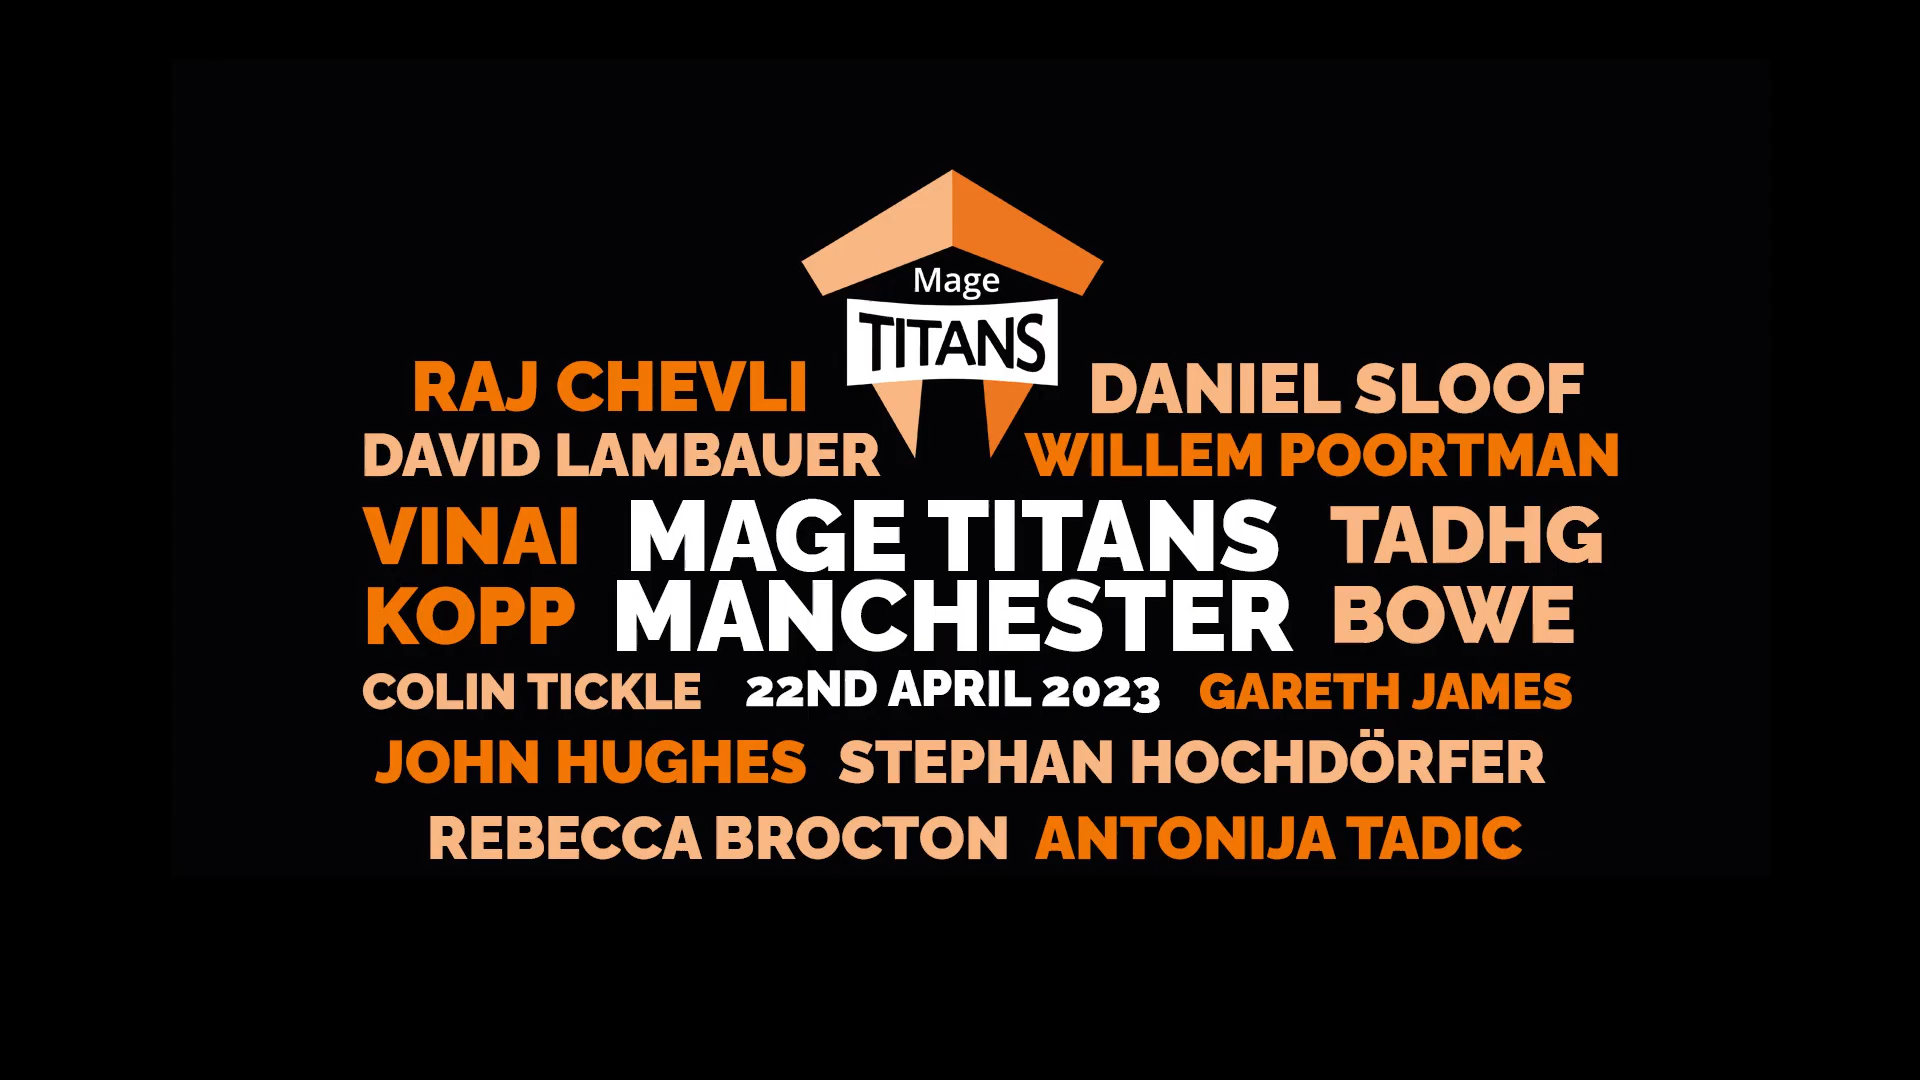 Mage
TITANS
RAJ CHEVLI
DANIEL SLOOF
DAVID LAMBAUER
WILLEM POORTMAN
VINAI
KOPP
MAGE TITANS
MANCHESTER
TADHG
BOWE
COLIN TICKLE
22ND APRIL 2023
GARETH JAMES
JOHN HUGHES
STEPHAN HOCHDÖRFER
REBECCA BROCTON
ANTONIJA TADIC